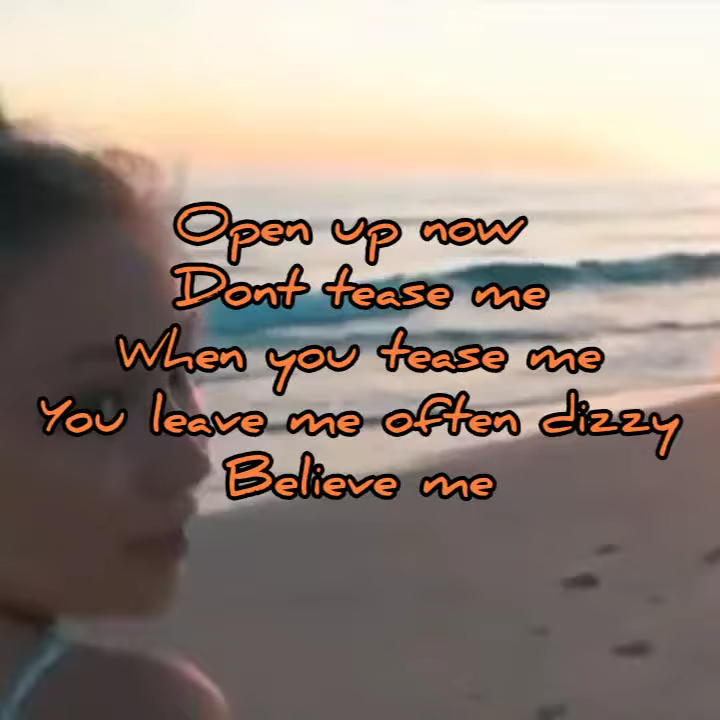 Open up now
Dont tease me
When you tease me
You leave me often dizzy
Believe me